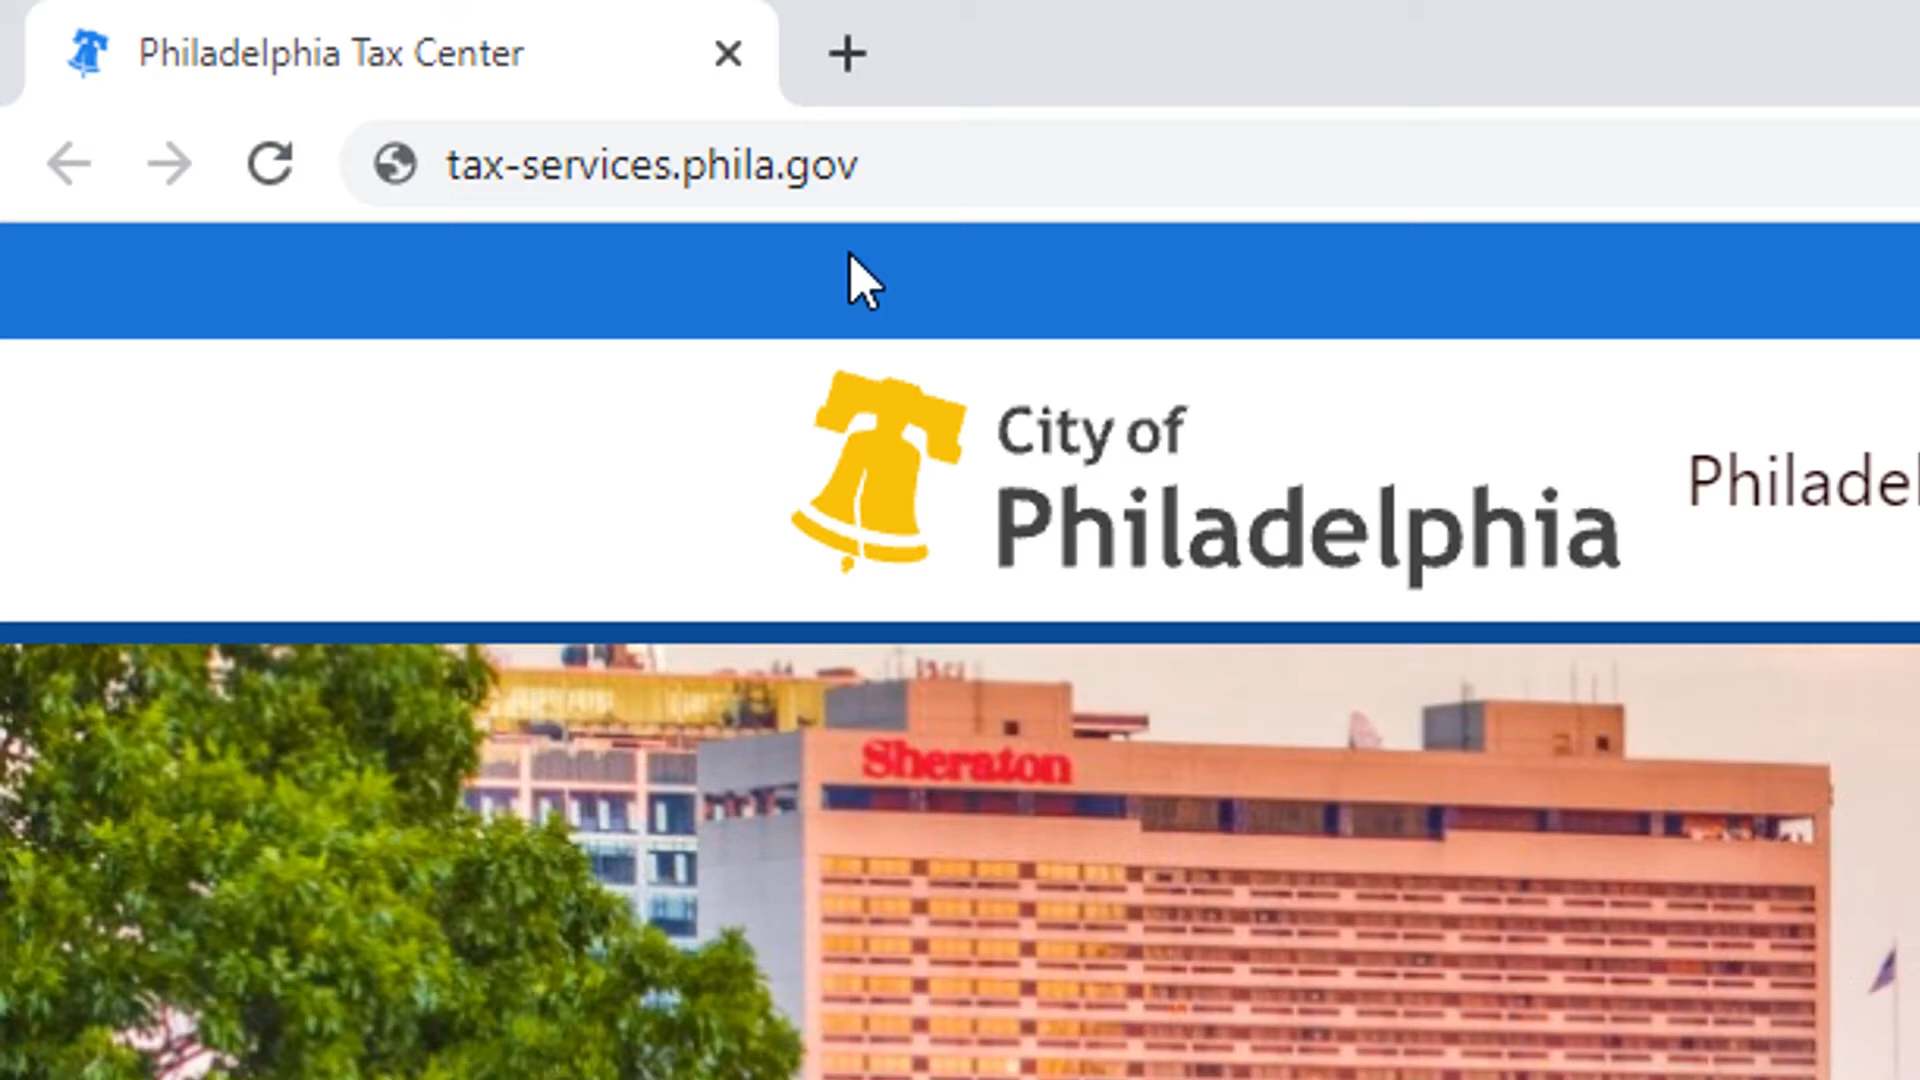 Philadelphia Tax Center
tax-services.phila.gov
City of
Philadelphia
Philadel
Sheraton